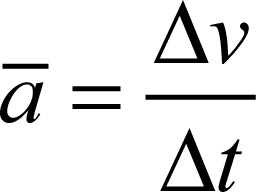 a̅ = Δv / Δt